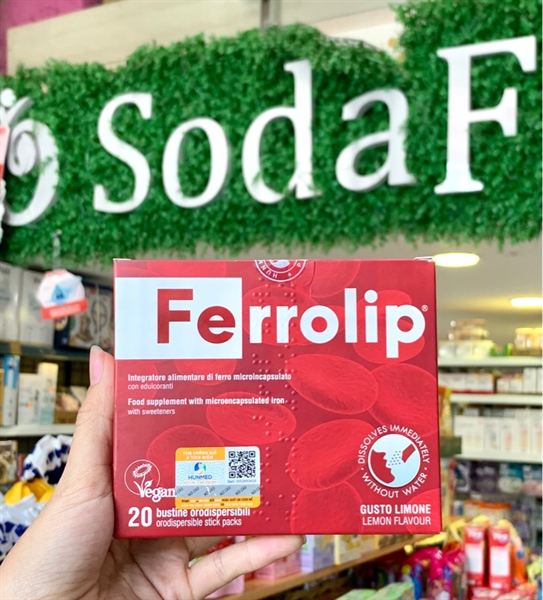 SodaF
Ferrolip®
Integratore alimentare di ferro microincapsulato
con edulcoranti
Food supplement with microencapsulated iron
with sweeteners
DISSOLVES IMMEDIATELY
WITHOUT WATER
HUNMED
Vegan
20 bustine orodispersibili
orodispersible stick packs
GUSTO LIMONE
LEMON FLAVOUR